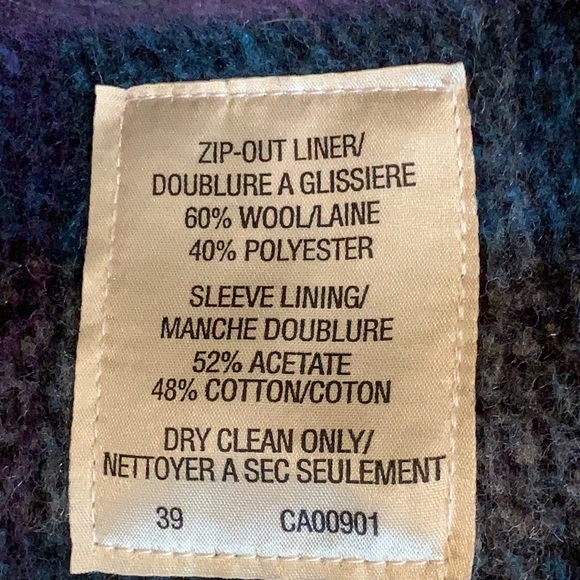 ZIP-OUT LINER/
DOUBLURE A GLISSIERE
60% WOOL/LAINE
40% POLYESTER
SLEEVE LINING/
MANCHE DOUBLURE
52% ACETATE
48% COTTON/COTON
DRY CLEAN ONLY/
NETTOYER A SEC SEULEMENT
39 CA00901